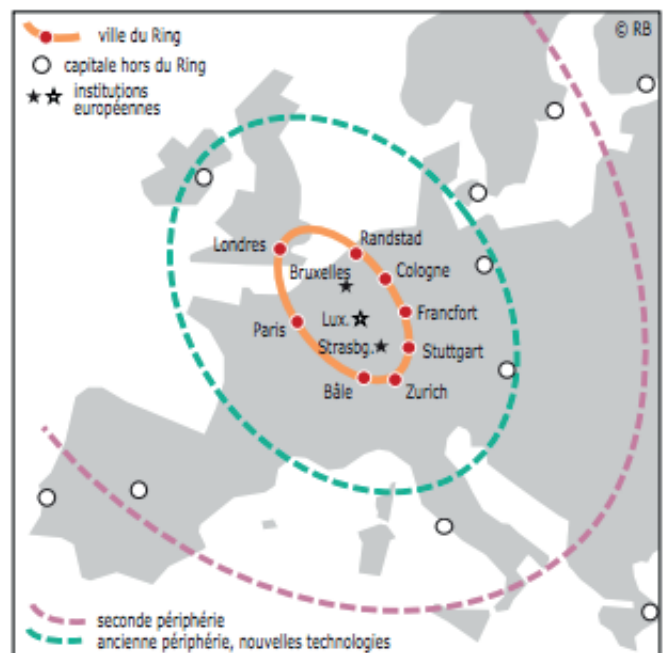 © RB
ville du Ring
capitale hors du Ring
institutions
européennes
Londres
Randstad
Bruxelles
Cologne
Lux.
Francfort
Paris
Strasbg.
Stuttgart
Bâle
Zurich
seconde périphérie
ancienne périphérie, nouvelles technologies